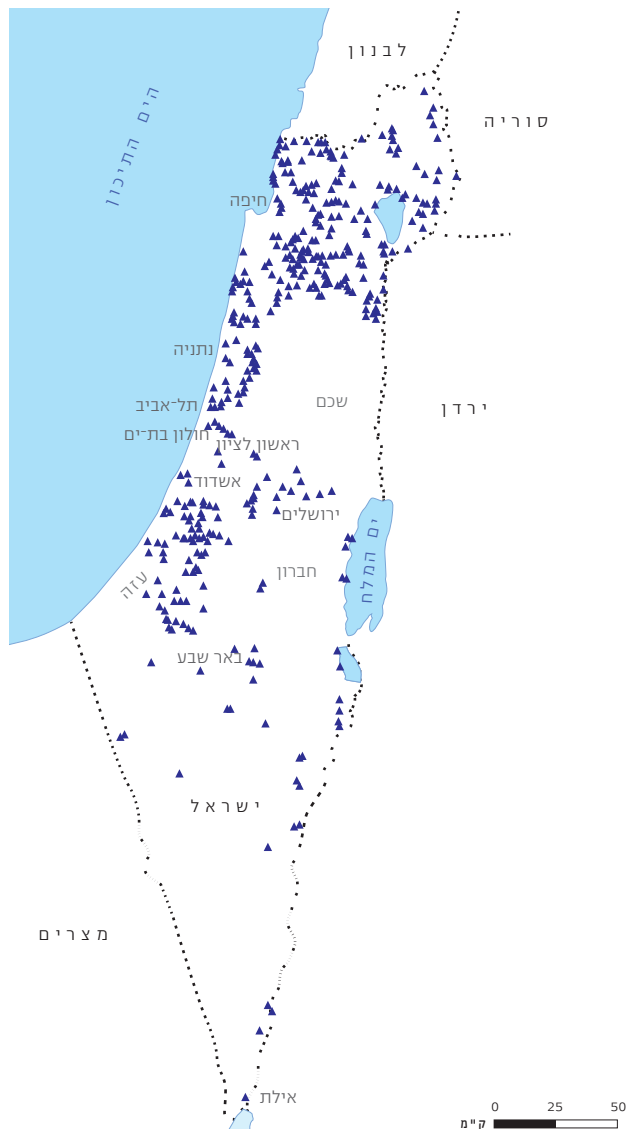 לבנון
סוריה
הים התיכון
חיפה
נתניה
שכם
ירדן
תל-אביב
חולון בת-ים
ראשון לציון
אשדוד
ירושלים
ים המלח
חברון
עזה
באר שבע
ישראל
מצרים
אילת
0 25 50
ק"מ